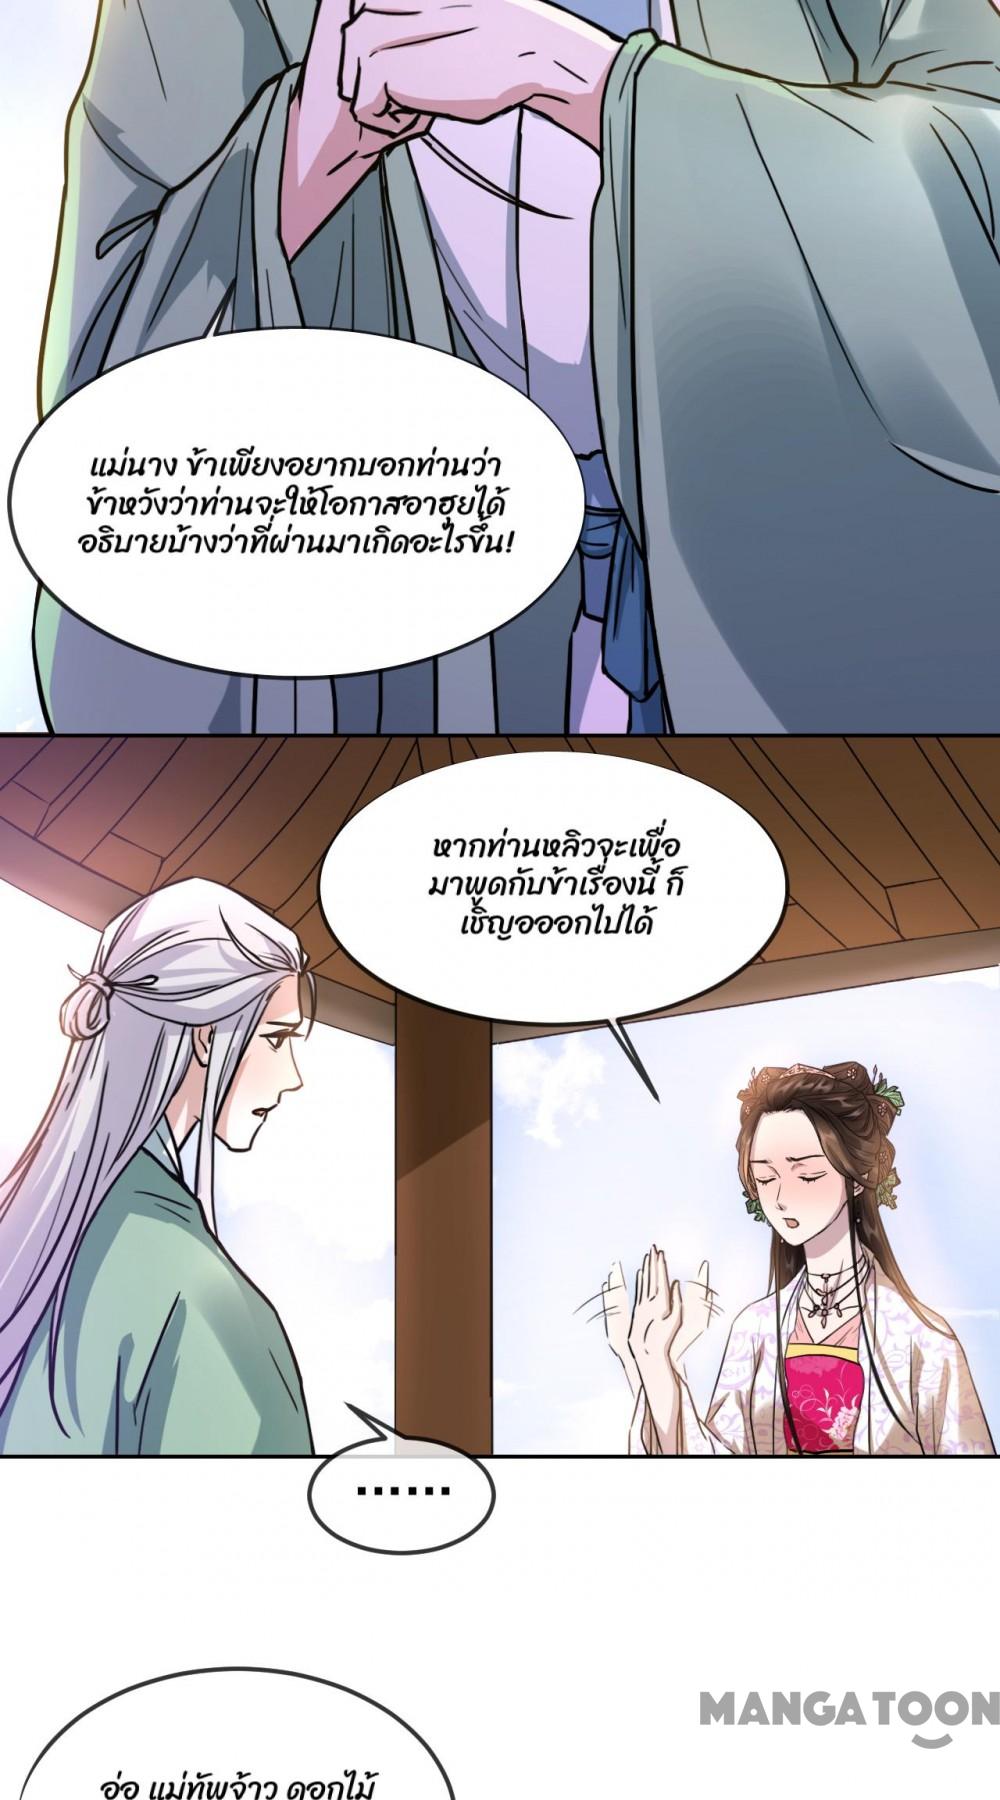 แม่นาง ข้าเพียงอยากบอกท่านว่า
ข้าหวังว่าท่านจะให้โอกาสอาฮุยได้
อธิบายบ้างว่าที่ผ่านมาเกิดอะไรขึ้น!
หากท่านหลิวจะเพื่อ
มาพูดกับข้าเรื่องนี้ ก็
เชิญอออกไปได้
......
MANGATOON
อ่อ แม่ทัพจ้าว ดอกไม้